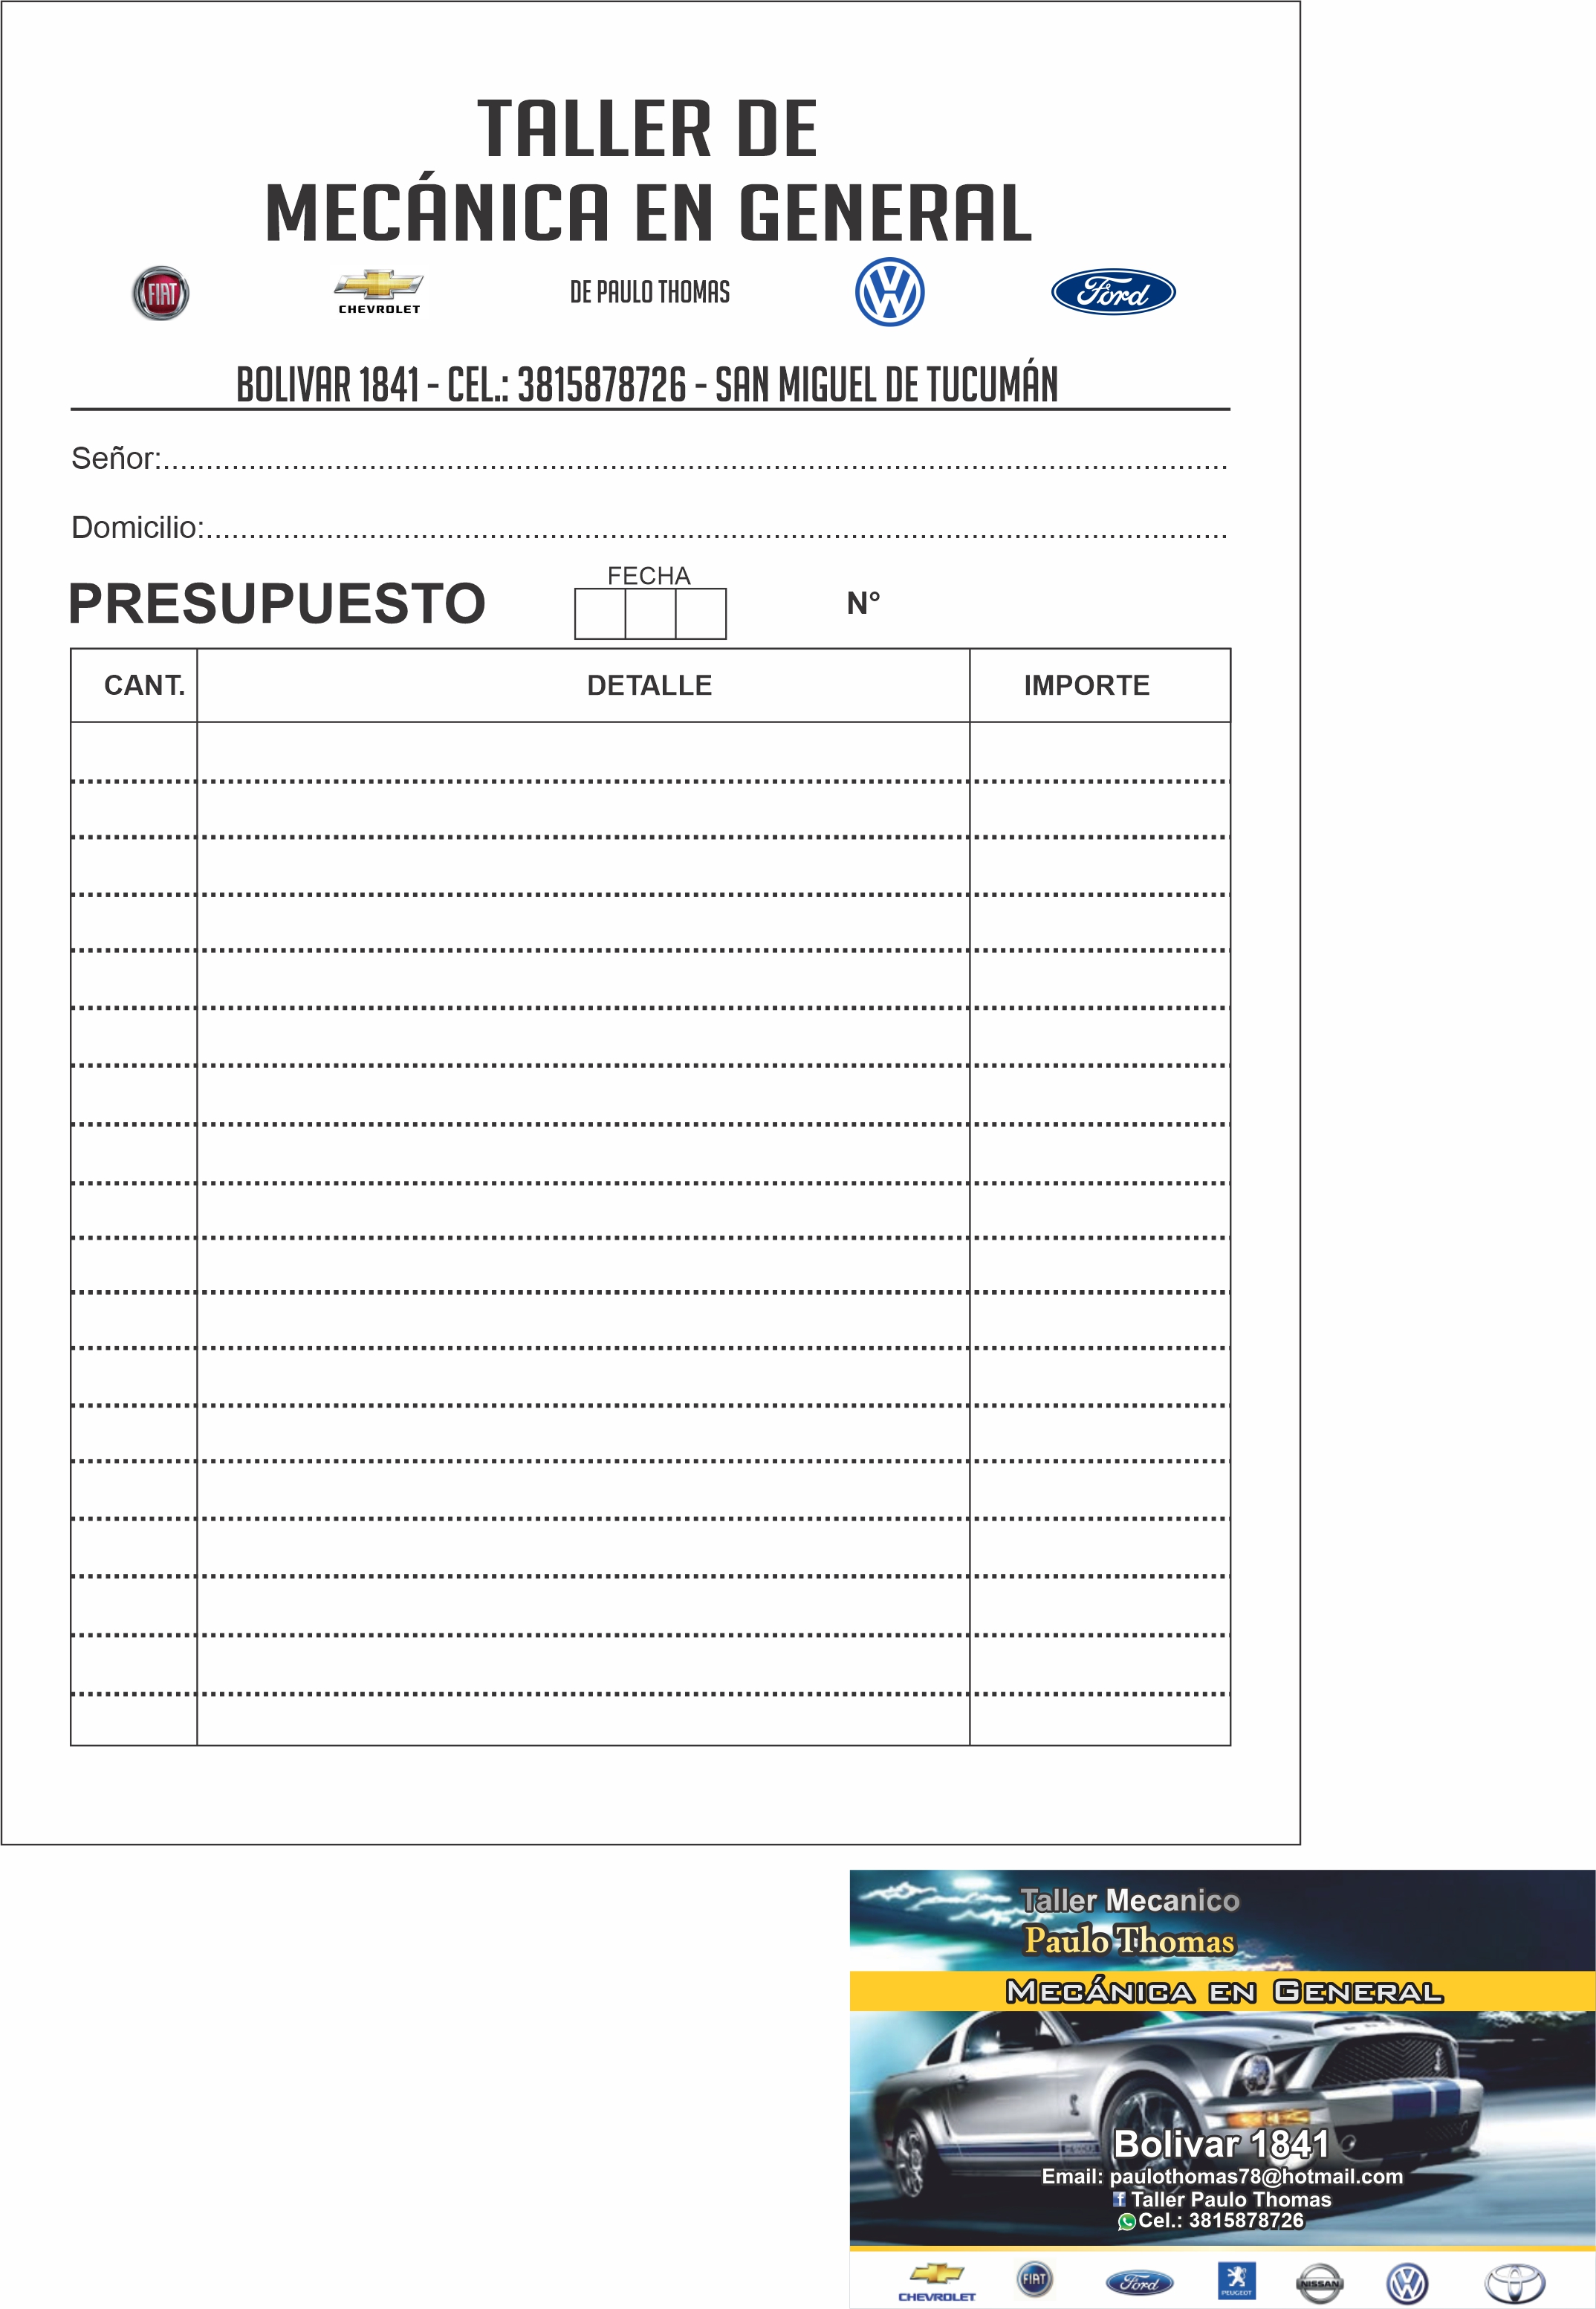 TALLER DE
MECÁNICA EN GENERAL
FIAT CHEVROLET DE PAULO THOMAS Ford
BOLIVAR 1841 - CEL.: 3815878726 - SAN MIGUEL DE TUCUMÁN
Señor:
Domicilio:
FECHA
PRESUPUESTO N°
CANT. DETALLE IMPORTE
Taller Mecanico
Paulo Thomas
MECÁNICA EN GENERAL
Bolivar 1841
Email: paulothomas78@hotmail.com
Taller Paulo Thomas
Cel.: 3815878726
CHEVROLET FIAT Ford PEUGEOT NISSAN